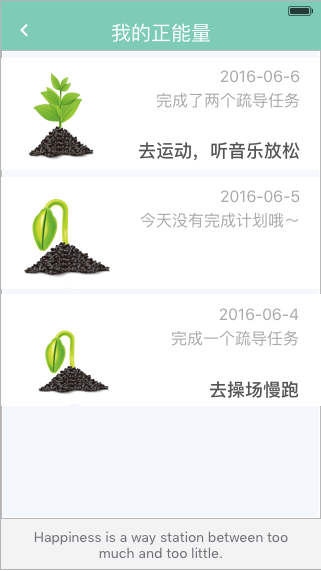 我的正能量
2016-06-6
完成了两个疏导任务
去运动，听音乐放松
2016-06-5
今天没有完成计划哦～
2016-06-4
完成一个疏导任务
去操场慢跑
Happiness is a way station between too
much and too little.